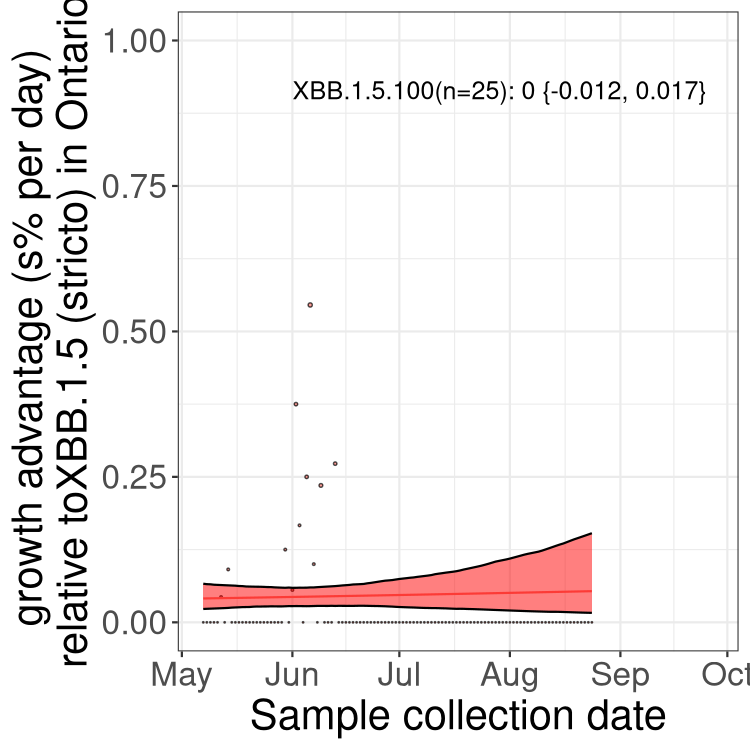 growth advantage (s% per day)
relative toXBB.1.5 (stricto) in Ontario
1.00
0.75
0.50
0.25
0.00
XBB.1.5.100(n=25): 0 {-0.012, 0.017}
May Jun Jul Aug Sep Oct
Sample collection date